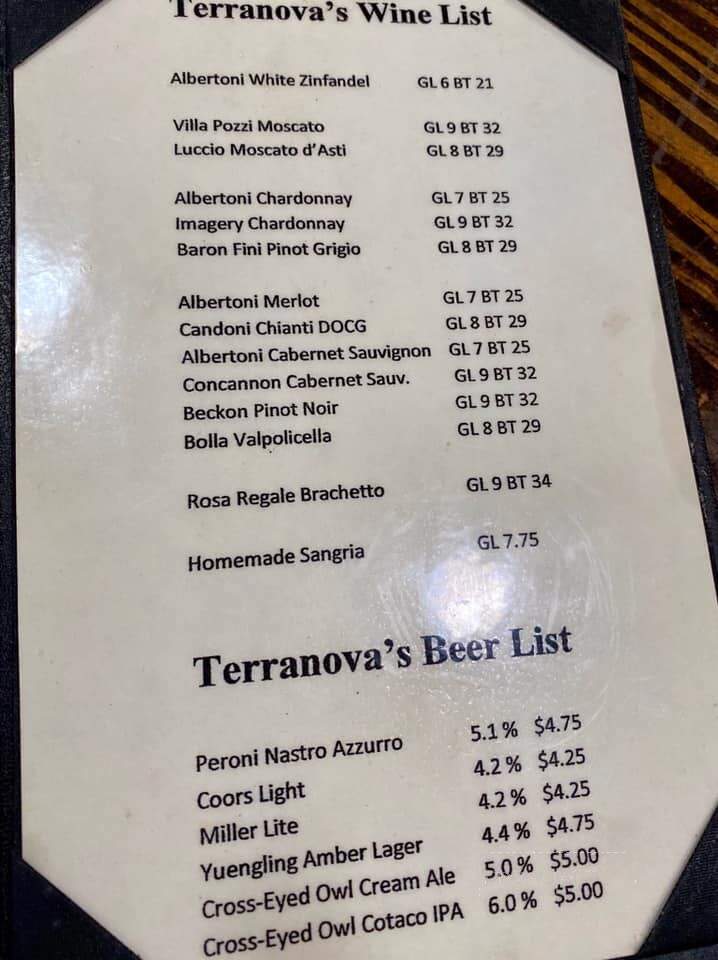 Terranova's Wine List
Albertoni White Zinfandel GL 6 BT 21
Villa Pozzi Moscato GL 9 BT 32
Luccio Moscato d'Asti GL 8 BT 29
Albertoni Chardonnay GL 7 BT 25
Imagery Chardonnay GL 9 BT 32
Baron Fini Pinot Grigio GL 8 BT 29
Albertoni Merlot GL 7 BT 25
Candoni Chianti DOCG GL 8 BT 29
Albertoni Cabernet Sauvignon GL 7 BT 25
Concannon Cabernet Sauv. GL 9 BT 32
Beckon Pinot Noir GL 9 BT 32
Bolla Valpolicella GL 8 BT 29
Rosa Regale Brachetto GL 9 BT 34
Homemade Sangria GL 7.75
Terranova's Beer List
Peroni Nastro Azzurro 5.1 % $4.75
Coors Light 4.2 % $4.25
Miller Lite 4.2 % $4.25
Yuengling Amber Lager 4.4 % $4.75
Cross-Eyed Owl Cream Ale 5.0 % $5.00
Cross-Eyed Owl Cotaco IPA 6.0 % $5.00